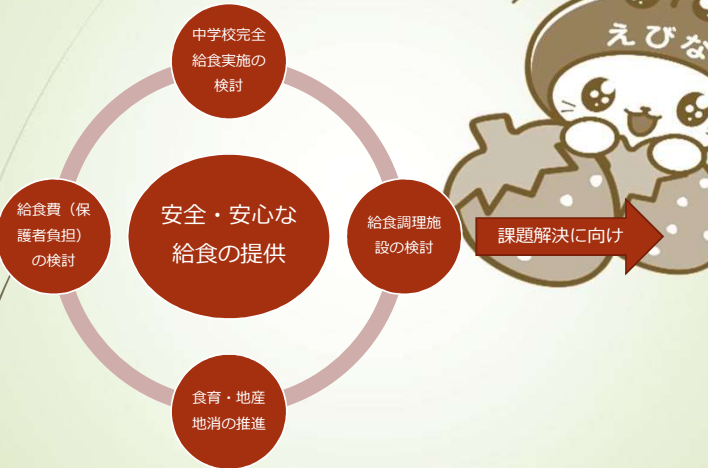 中学校完全
給食実施の
検討
えびな
給食費（保
護者負担）
の検討
安全・安心な
給食の提供
給食調理施
設の検討
課題解決に向け
食育・地産
地消の推進